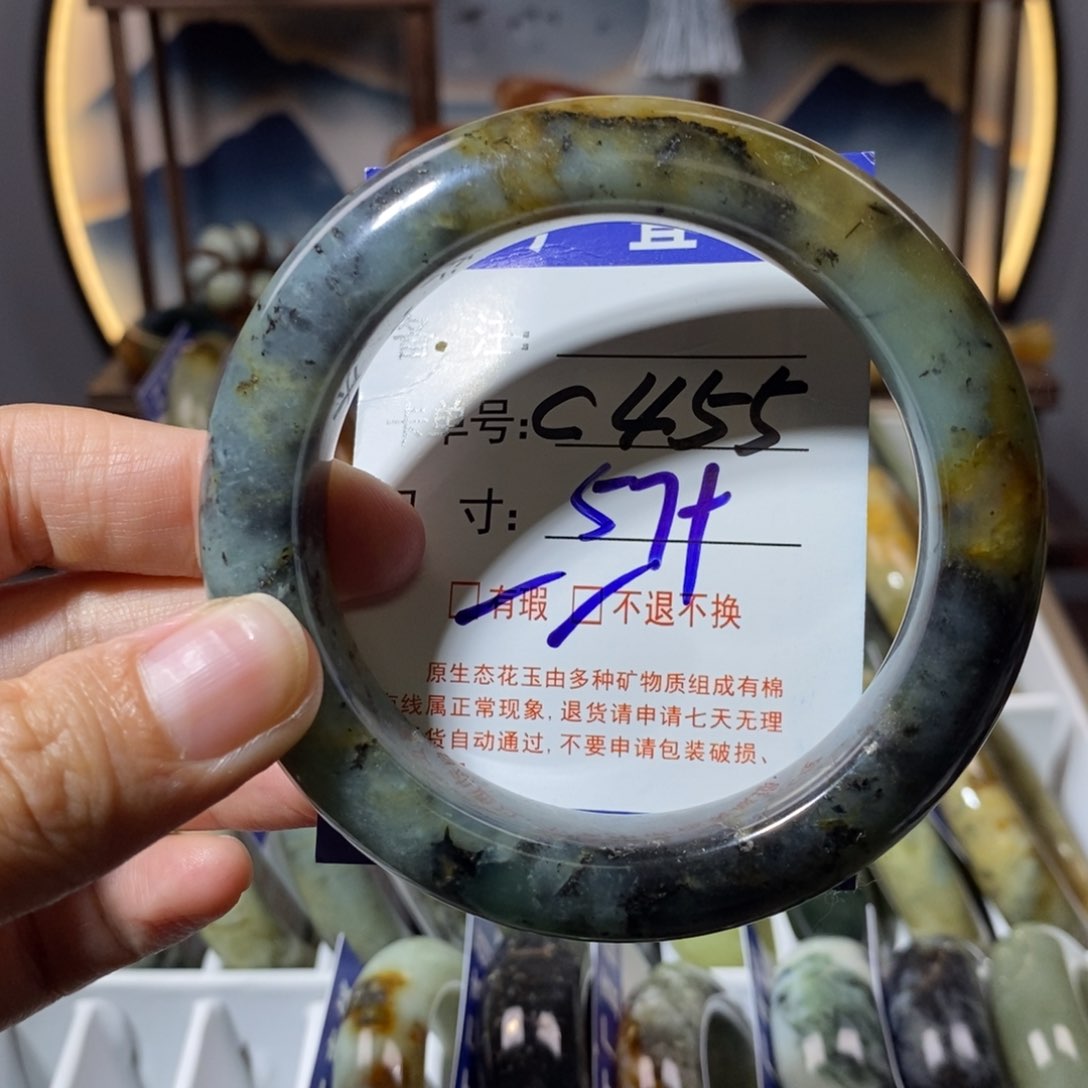 宜
备 注:
卡单号:C455
寸: 57+
有瑕 不退不换
原生态花玉由多种矿物质组成有棉
线属正常现象,退货请申请七天无理
货自动通过,不要申请包装破损、